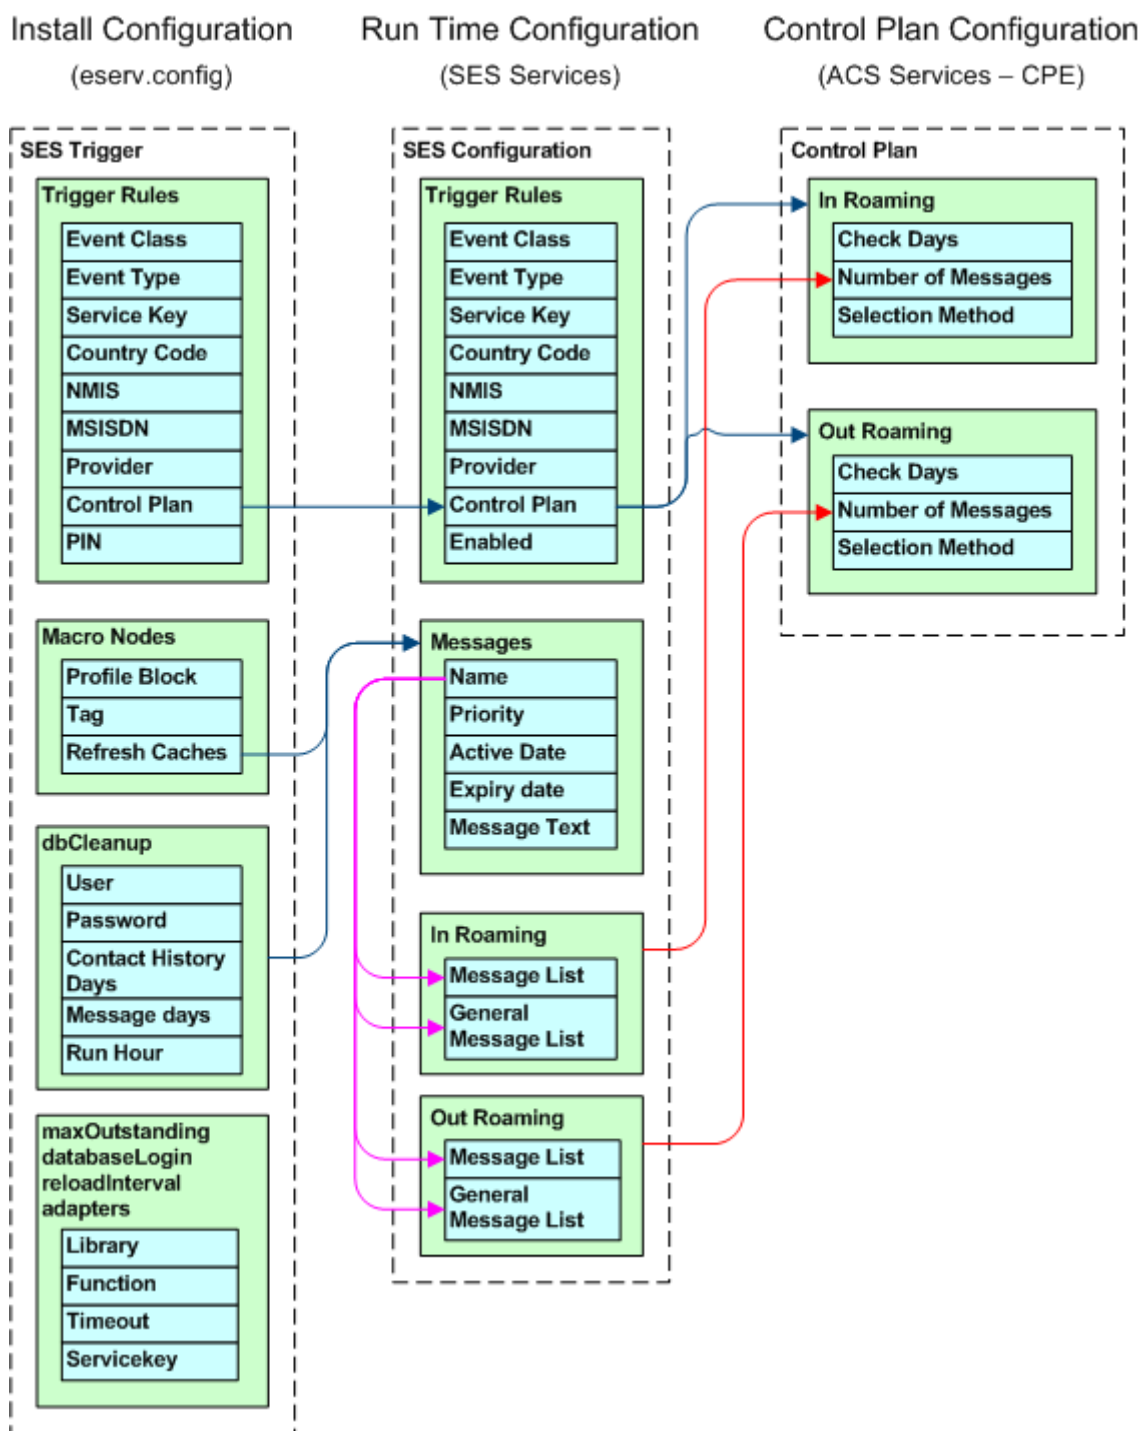 Install Configuration
(eserv.config)
Run Time Configuration
(SES Services)
Control Plan Configuration
(ACS Services – CPE)
SES Trigger
Trigger Rules
Event Class
Event Type
Service Key
Country Code
NMIS
MSISDN
Provider
Control Plan
PIN
Macro Nodes
Profile Block
Tag
Refresh Caches
dbCleanup
User
Password
Contact History
Days
Message days
Run Hour
maxOutstanding
databaseLogin
reloadInterval
adapters
Library
Function
Timeout
Servicekey
SES Configuration
Trigger Rules
Event Class
Event Type
Service Key
Country Code
NMIS
MSISDN
Provider
Control Plan
Enabled
Messages
Name
Priority
Active Date
Expiry date
Message Text
In Roaming
Message List
General
Message List
Out Roaming
Message List
General
Message List
Control Plan
In Roaming
Check Days
Number of Messages
Selection Method
Out Roaming
Check Days
Number of Messages
Selection Method